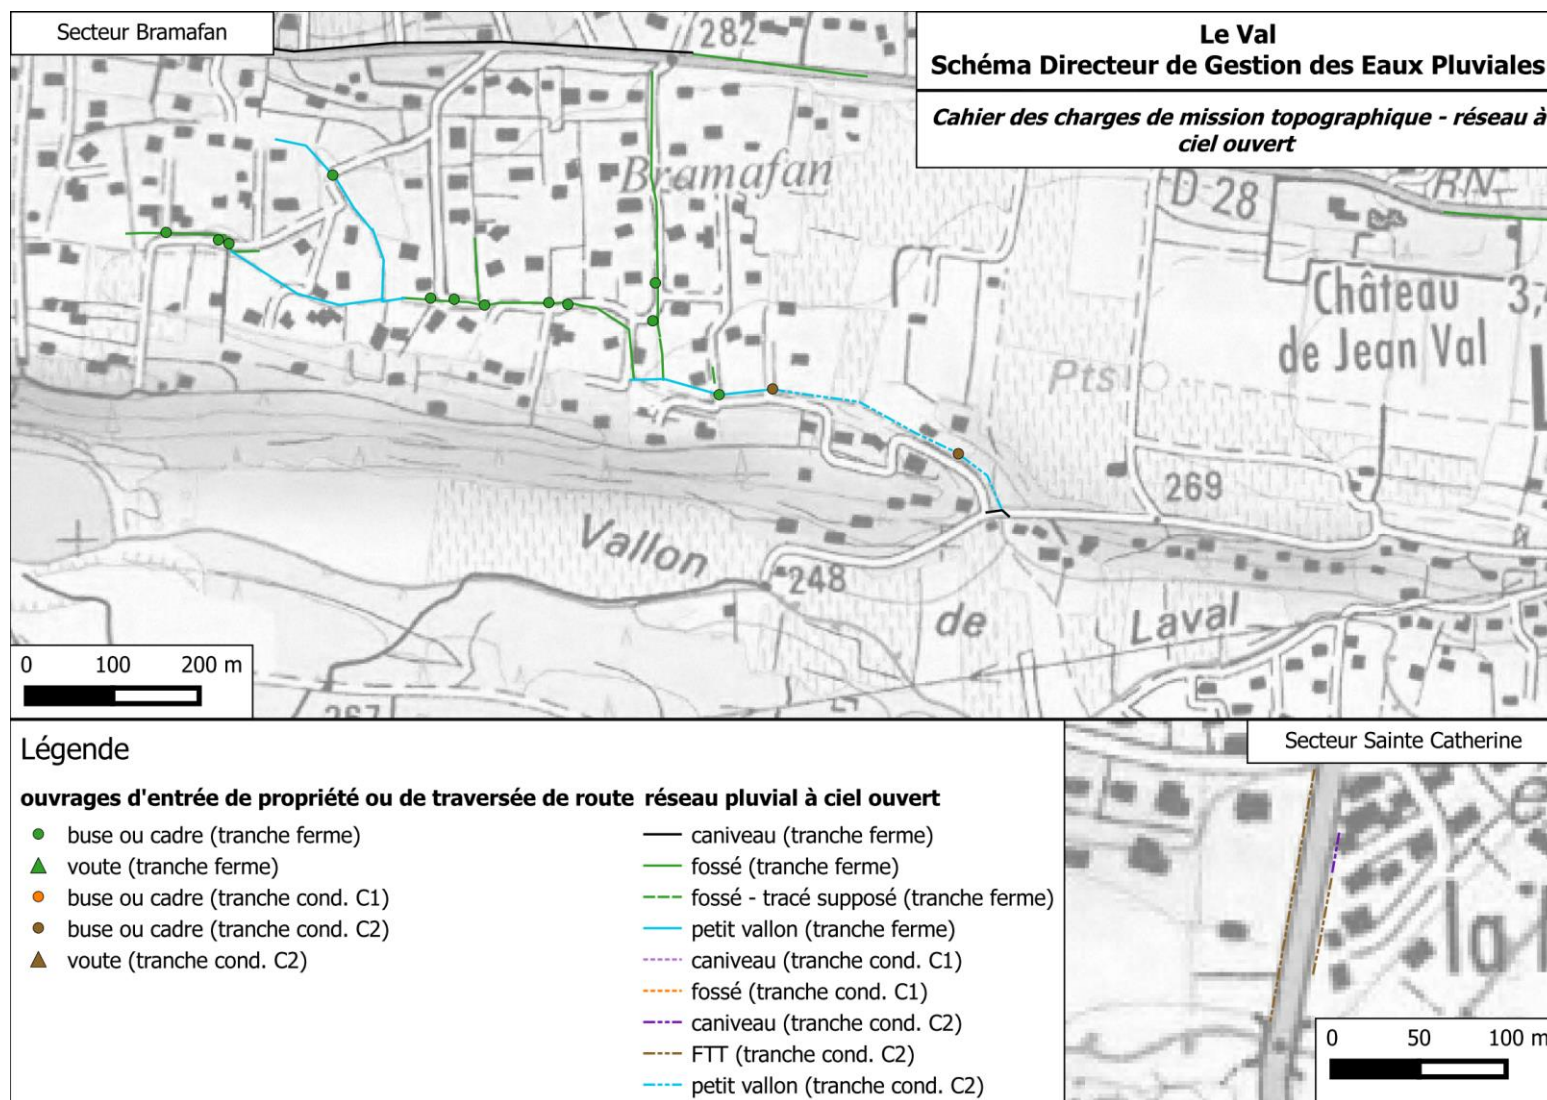 Secteur Bramafan
Le Val
Schéma Directeur de Gestion des Eaux Pluviales
Cahier des charges de mission topographique - réseau à
ciel ouvert
282
Bramafan
D 28
RN
Château
de Jean Val
3,
Pts
269
Vallon
248
de
Laval
267
0 100 200 m
Légende
ouvrages d'entrée de propriété ou de traversée de route
buse ou cadre (tranche ferme)
voute (tranche ferme)
buse ou cadre (tranche cond. C1)
buse ou cadre (tranche cond. C2)
voute (tranche cond. C2)
réseau pluvial à ciel ouvert
caniveau (tranche ferme)
fossé (tranche ferme)
fossé - tracé supposé (tranche ferme)
petit vallon (tranche ferme)
caniveau (tranche cond. C1)
fossé (tranche cond. C1)
caniveau (tranche cond. C2)
FTT (tranche cond. C2)
petit vallon (tranche cond. C2)
Secteur Sainte Catherine
la
0 50 100 m